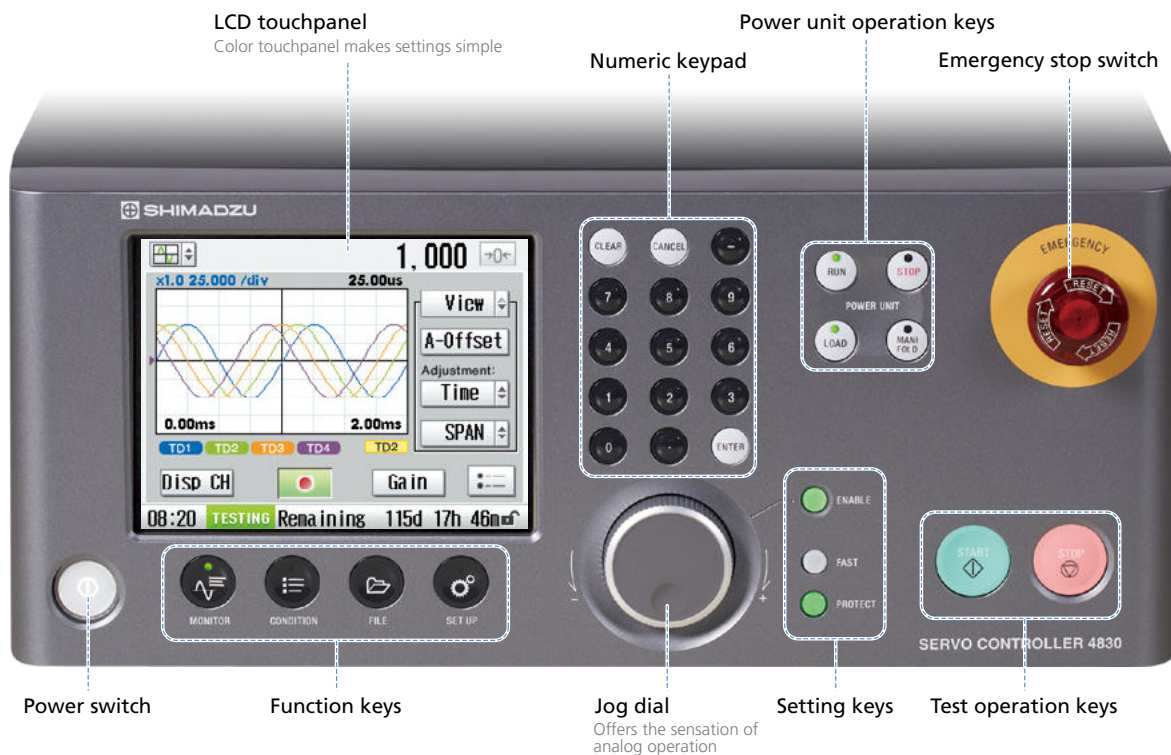 LCD touchpanel
Color touchpanel makes settings simple
Numeric keypad
Power unit operation keys
Emergency stop switch
SHIMADZU
1,000
→0←
x1.0 25.000 /div
25.00us
View
A-Offset
Adjustment:
Time
SPAN
0.00ms
2.00ms
TD1
TD2
TD3
TD4
TD2
Disp CH
Gain
08:20 TESTING Remaining 115d 17h 46m
CLEAR
CANCEL
-
7
8
9
4
5
6
1
2
3
0
.
ENTER
RUN
STOP
POWER UNIT
LOAD
MANI
FOLD
EMERGENCY
RESET
RESET
RESET
MONITOR
CONDITION
FILE
SET UP
-
+
ENABLE
FAST
PROTECT
START
STOP
SERVO CONTROLLER 4830
Power switch
Function keys
Jog dial
Offers the sensation of
analog operation
Setting keys
Test operation keys